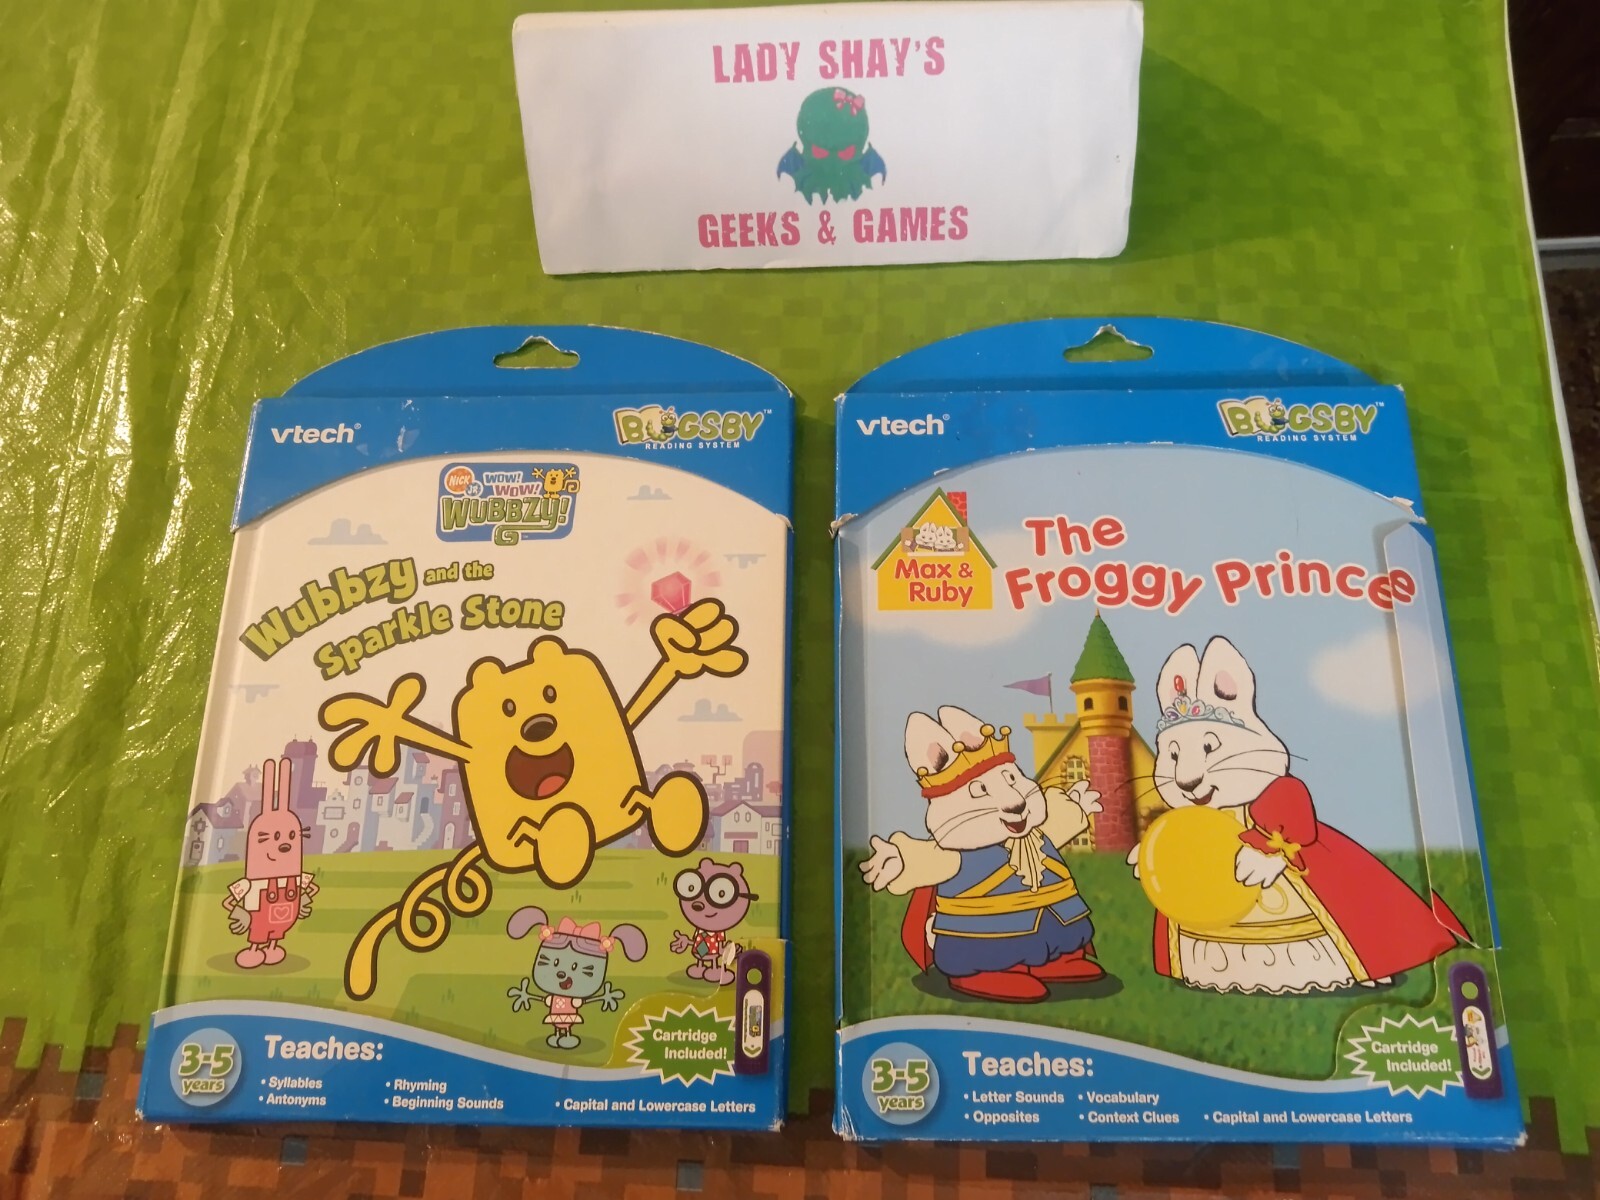 LADY SHAY'S
GEEKS & GAMES
vtech®
BUGSBY™
READING SYSTEM
NICK JR.
WOW! WOW!
WUBBZY!
Wubbzy and the
Sparkle Stone
Cartridge
Included!
3-5
years
Teaches:
• Syllables
• Rhyming
• Antonyms
• Beginning Sounds
• Capital and Lowercase Letters
vtech®
BUGSBY™
READING SYSTEM
Max &
Ruby
The
Froggy Prince
Cartridge
Included!
3-5
years
Teaches:
• Letter Sounds
• Vocabulary
• Opposites
• Context Clues
• Capital and Lowercase Letters